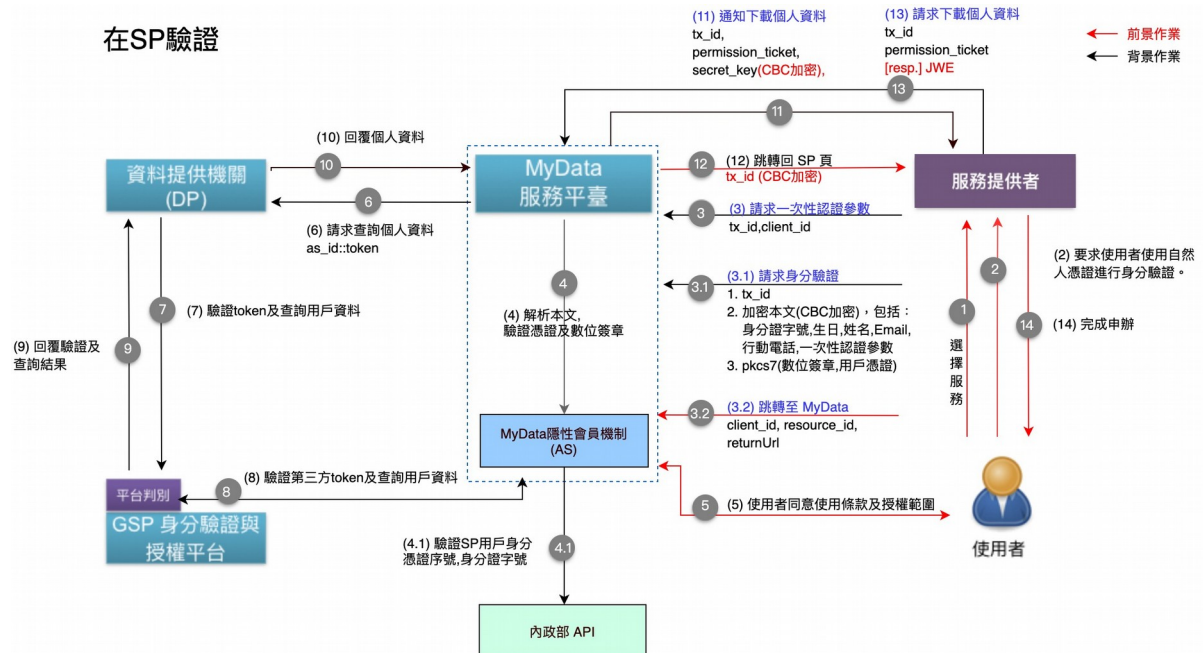 在SP驗證
(11) 通知下載個人資料
tx_id,
permission_ticket,
secret_key(CBC加密),
(13) 請求下載個人資料
tx_id
permission_ticket
[resp.] JWE
前景作業
背景作業
13
11
(10) 回覆個人資料
10
資料提供機關
(DP)
MyData
服務平臺
12
(12) 跳轉回 SP 頁
tx_id (CBC加密)
服務提供者
6
(6) 請求查詢個人資料
as_id::token
3
(3) 請求一次性認證參數
tx_id,client_id
(2) 要求使用者使用自然
人憑證進行身分驗證。
2
1
選擇服務
14
(14) 完成申辦
3.1
(3.1) 請求身分驗證
1. tx_id
2. 加密本文(CBC加密)，包括：
身分證字號,生日,姓名,Email,
行動電話,一次性認證參數
3. pkcs7(數位簽章,用戶憑證)
4
(4) 解析本文,
驗證憑證及數位簽章
7
(7) 驗證token及查詢用戶資料
9
(9) 回覆驗證及
查詢結果
3.2
(3.2) 跳轉至 MyData
client_id, resource_id,
returnUrl
MyData隱性會員機制
(AS)
(8) 驗證第三方token及查詢用戶資料
8
平台判別
GSP 身分驗證與
授權平台
5
(5) 使用者同意使用條款及授權範圍
使用者
(4.1) 驗證SP用戶身分
憑證序號,身分證字號
4.1
內政部 API